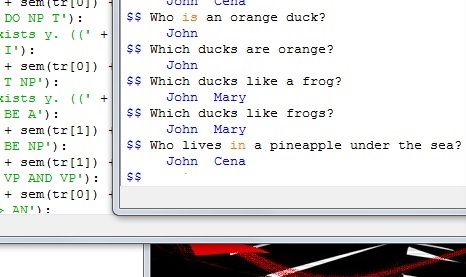 DO NP T'):
xists y. ((' +
I'):
+ sem(tr[0]) +
T NP'):
xists y. ((' +
BE A'):
+ sem(tr[1]) +
BE NP'):
+ sem(tr[1]) +
VP AND VP'):
+ sem(tr[0]) +
> AN'):
John Cena
$$ Who is an orange duck?
John
$$ Which ducks are orange?
John
$$ Which ducks like a frog?
John Mary
$$ Which ducks like frogs?
John Mary
$$ Who lives in a pineapple under the sea?
John Cena
$$